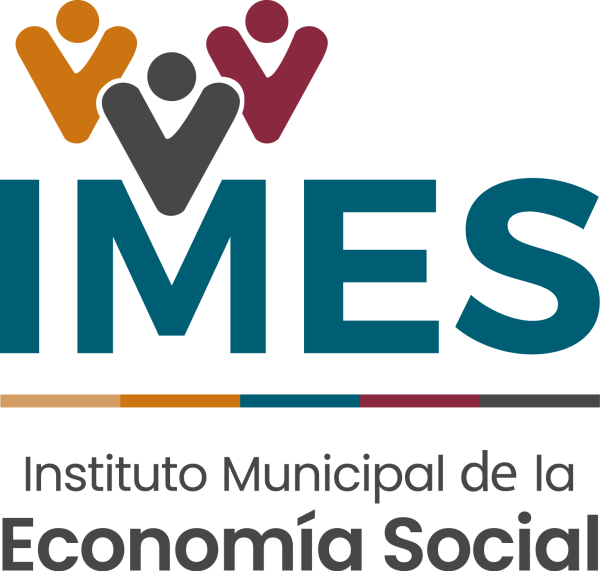 IMES
Instituto Municipal de la
Economía Social